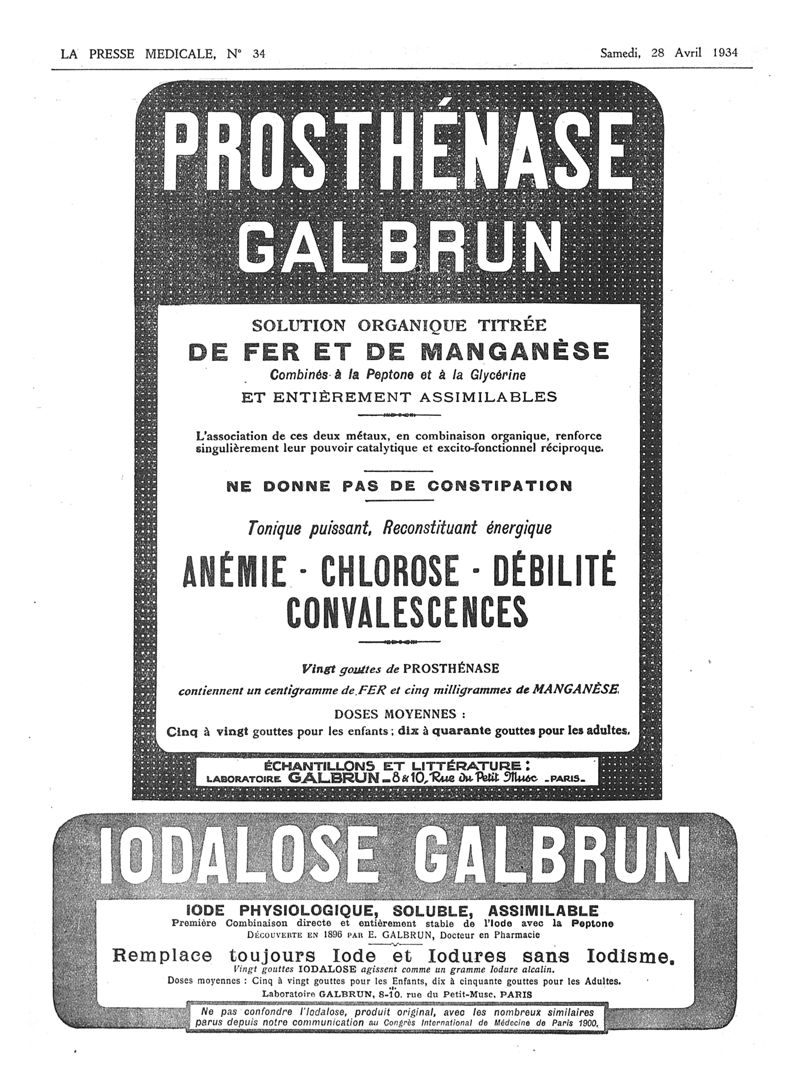 LA PRESSE MEDICALE, N° 34
Samedi, 28 Avril 1934
PROSTHÉNASE
GALBRUN
SOLUTION ORGANIQUE TITRÉE
DE FER ET DE MANGANÈSE
Combinés à la Peptone et à la Glycérine
ET ENTIÈREMENT ASSIMILABLES
L'association de ces deux métaux, en combinaison organique, renforce
singulièrement leur pouvoir catalytique et excito-fonctionnel réciproque.
NE DONNE PAS DE CONSTIPATION
Tonique puissant, Reconstituant énergique
ANÉMIE - CHLOROSE - DÉBILITÉ
CONVALESCENCES
Vingt gouttes de PROSTHÉNASE
contiennent un centigramme de FER et cinq milligrammes de MANGANÈSE.
DOSES MOYENNES :
Cinq à vingt gouttes pour les enfants ; dix à quarante gouttes pour les adultes.
ÉCHANTILLONS ET LITTÉRATURE :
LABORATOIRE GALBRUN _ 8 & 10, Rue du Petit Musc _ PARIS _
IODALOSE GALBRUN
IODE PHYSIOLOGIQUE, SOLUBLE, ASSIMILABLE
Première Combinaison directe et entièrement stable de l'Iode avec la Peptone
DÉCOUVERTE EN 1896 PAR E. GALBRUN, Docteur en Pharmacie
Remplace toujours Iode et Iodures sans Iodisme.
Vingt gouttes IODALOSE agissent comme un gramme Iodure alcalin.
Doses moyennes : Cinq à vingt gouttes pour les Enfants, dix à cinquante gouttes pour les Adultes.
Laboratoire GALBRUN, 8-10, rue du Petit-Musc, PARIS
Ne pas confondre l'Iodalose, produit original, avec les nombreux similaires
parus depuis notre communication au Congrès International de Médecine de Paris 1900.